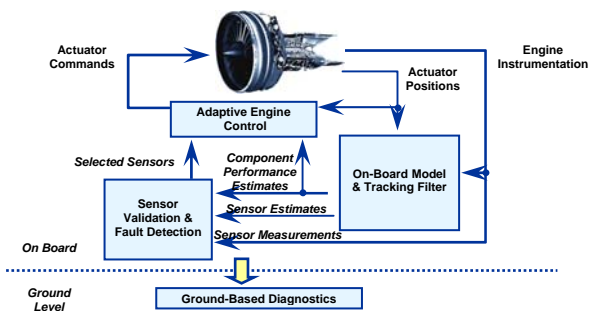 Actuator
Commands
Engine
Instrumentation
Actuator
Positions
Adaptive Engine
Control
Selected Sensors
Component
Performance
Estimates
On-Board Model
& Tracking Filter
Sensor
Validation &
Fault Detection
Sensor Estimates
Sensor Measurements
On Board
Ground
Level
Ground-Based Diagnostics